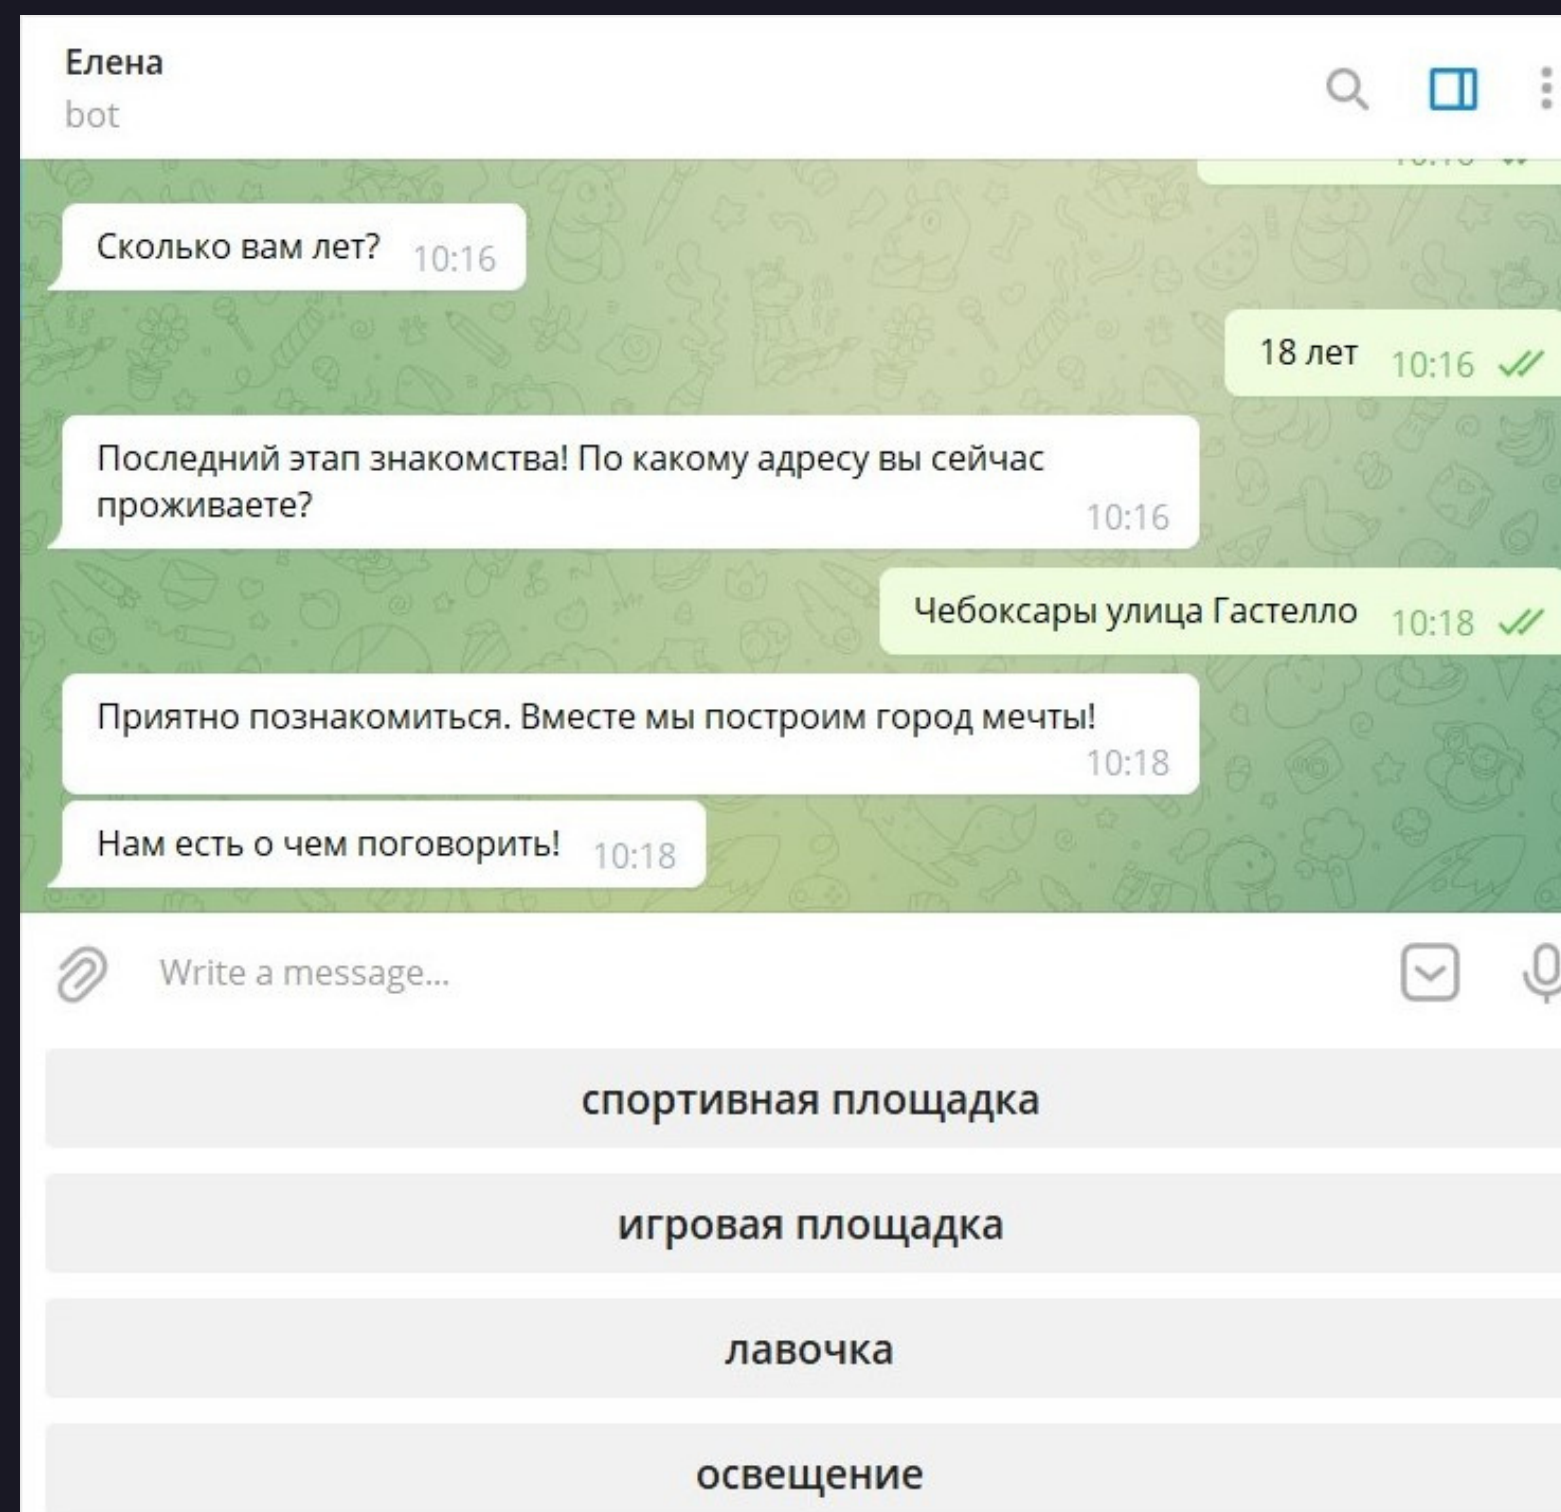 Елена
bot
Сколько вам лет? 10:16
18 лет 10:16
Последний этап знакомства! По какому адресу вы сейчас
проживаете? 10:16
Чебоксары улица Гастелло 10:18
Приятно познакомиться. Вместе мы построим город мечты!
10:18
Нам есть о чем поговорить! 10:18
Write a message...
спортивная площадка
игровая площадка
лавочка
освещение